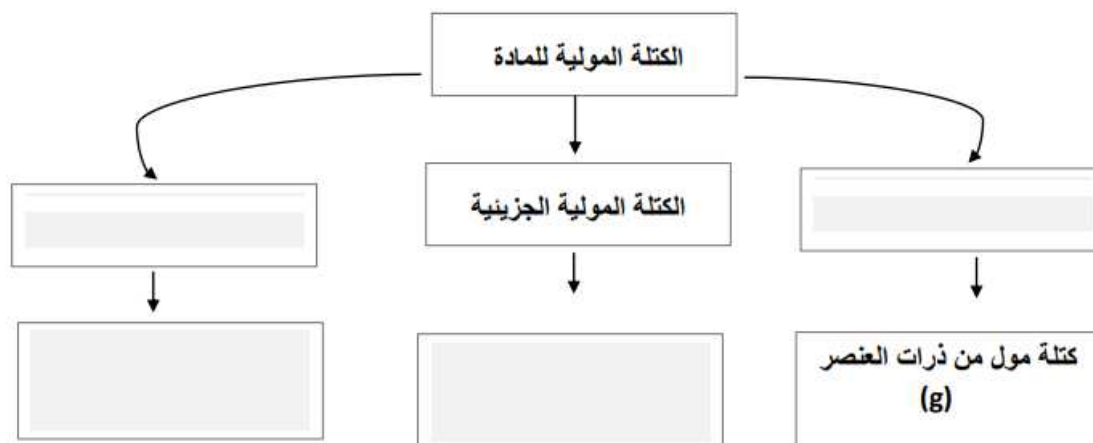 الكتلة المولية للمادة
الكتلة المولية الجزيئية
كتلة مول من ذرات العنصر
(g)